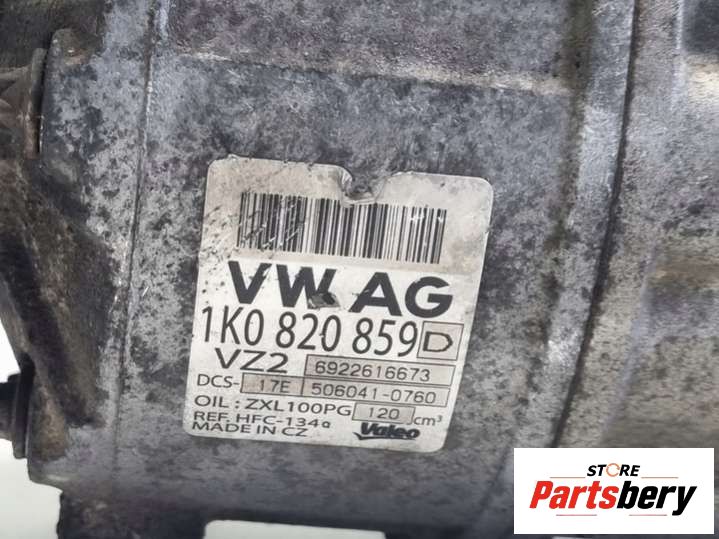 VW AG
1K0 820 859 D
VZ2 6922616673
DCS- 17E 506041-0760
OIL : ZXL100PG 120 cm³
REF. HFC-134a
MADE IN CZ Valeo
STORE
Partsbery